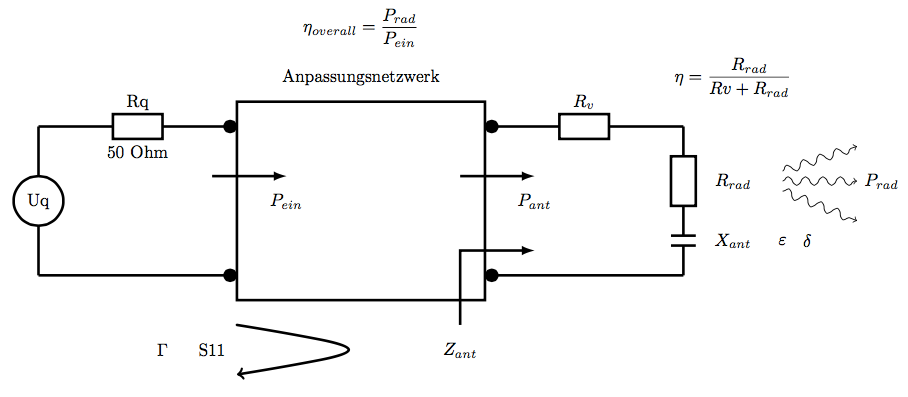 η_overall = P_rad / P_ein
Anpassungsnetzwerk
η = R_rad / (Rv + R_rad)
Rq
50 Ohm
R_v
Uq
P_ein
P_ant
R_rad
P_rad
X_ant ε δ
Γ S11
Z_ant